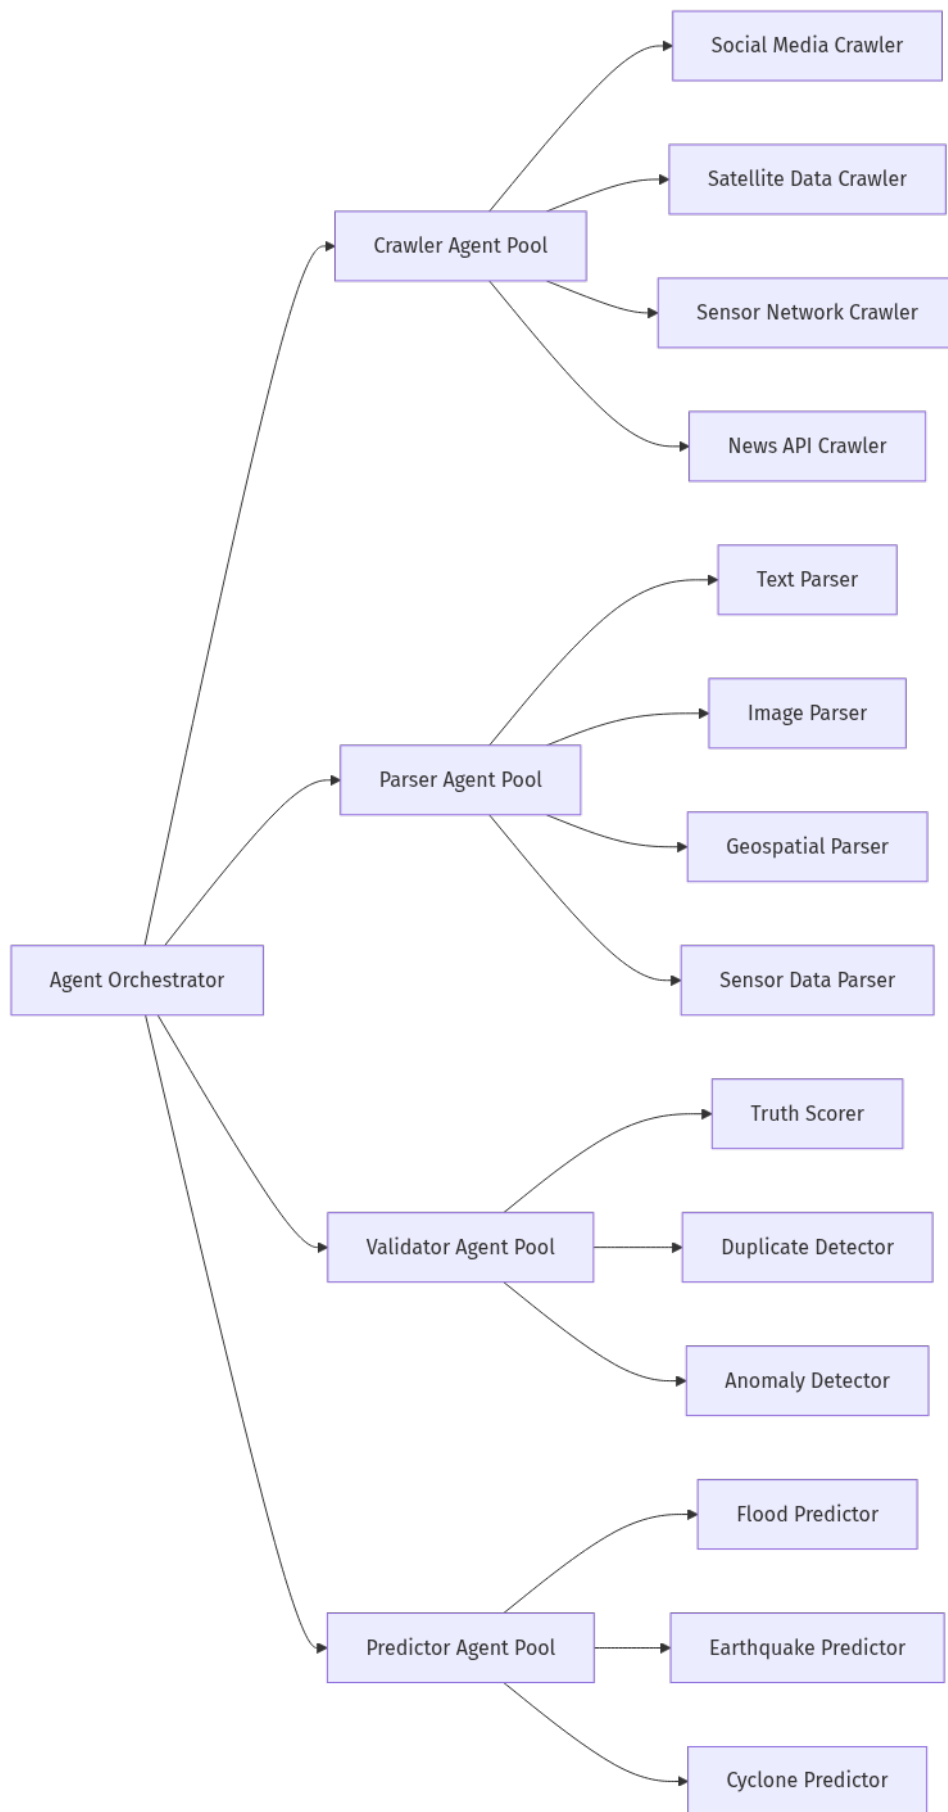 Social Media Crawler
Satellite Data Crawler
Crawler Agent Pool
Sensor Network Crawler
News API Crawler
Text Parser
Image Parser
Parser Agent Pool
Geospatial Parser
Agent Orchestrator
Sensor Data Parser
Truth Scorer
Validator Agent Pool
Duplicate Detector
Anomaly Detector
Flood Predictor
Predictor Agent Pool
Earthquake Predictor
Cyclone Predictor